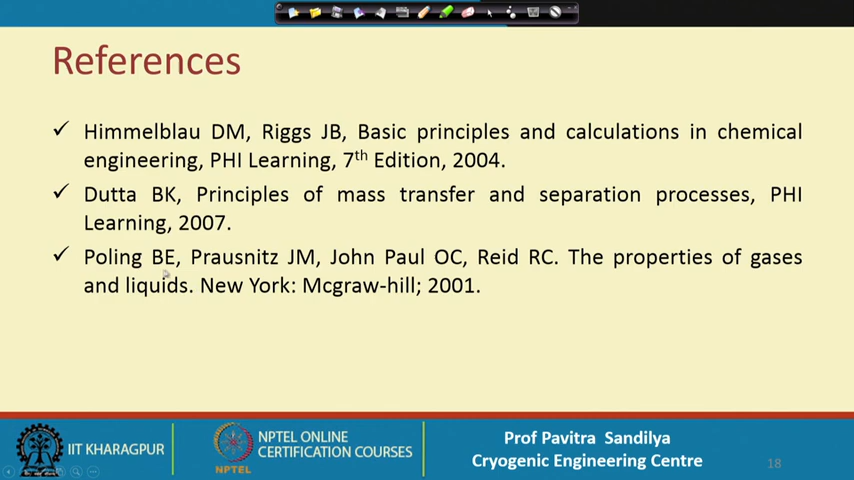 References
✓ Himmelblau DM, Riggs JB, Basic principles and calculations in chemical
engineering, PHI Learning, 7th Edition, 2004.
✓ Dutta BK, Principles of mass transfer and separation processes, PHI
Learning, 2007.
✓ Poling BE, Prausnitz JM, John Paul OC, Reid RC. The properties of gases
and liquids. New York: Mcgraw-hill; 2001.
IIT KHARAGPUR
NPTEL
NPTEL ONLINE
CERTIFICATION COURSES
Prof Pavitra Sandilya
Cryogenic Engineering Centre
18